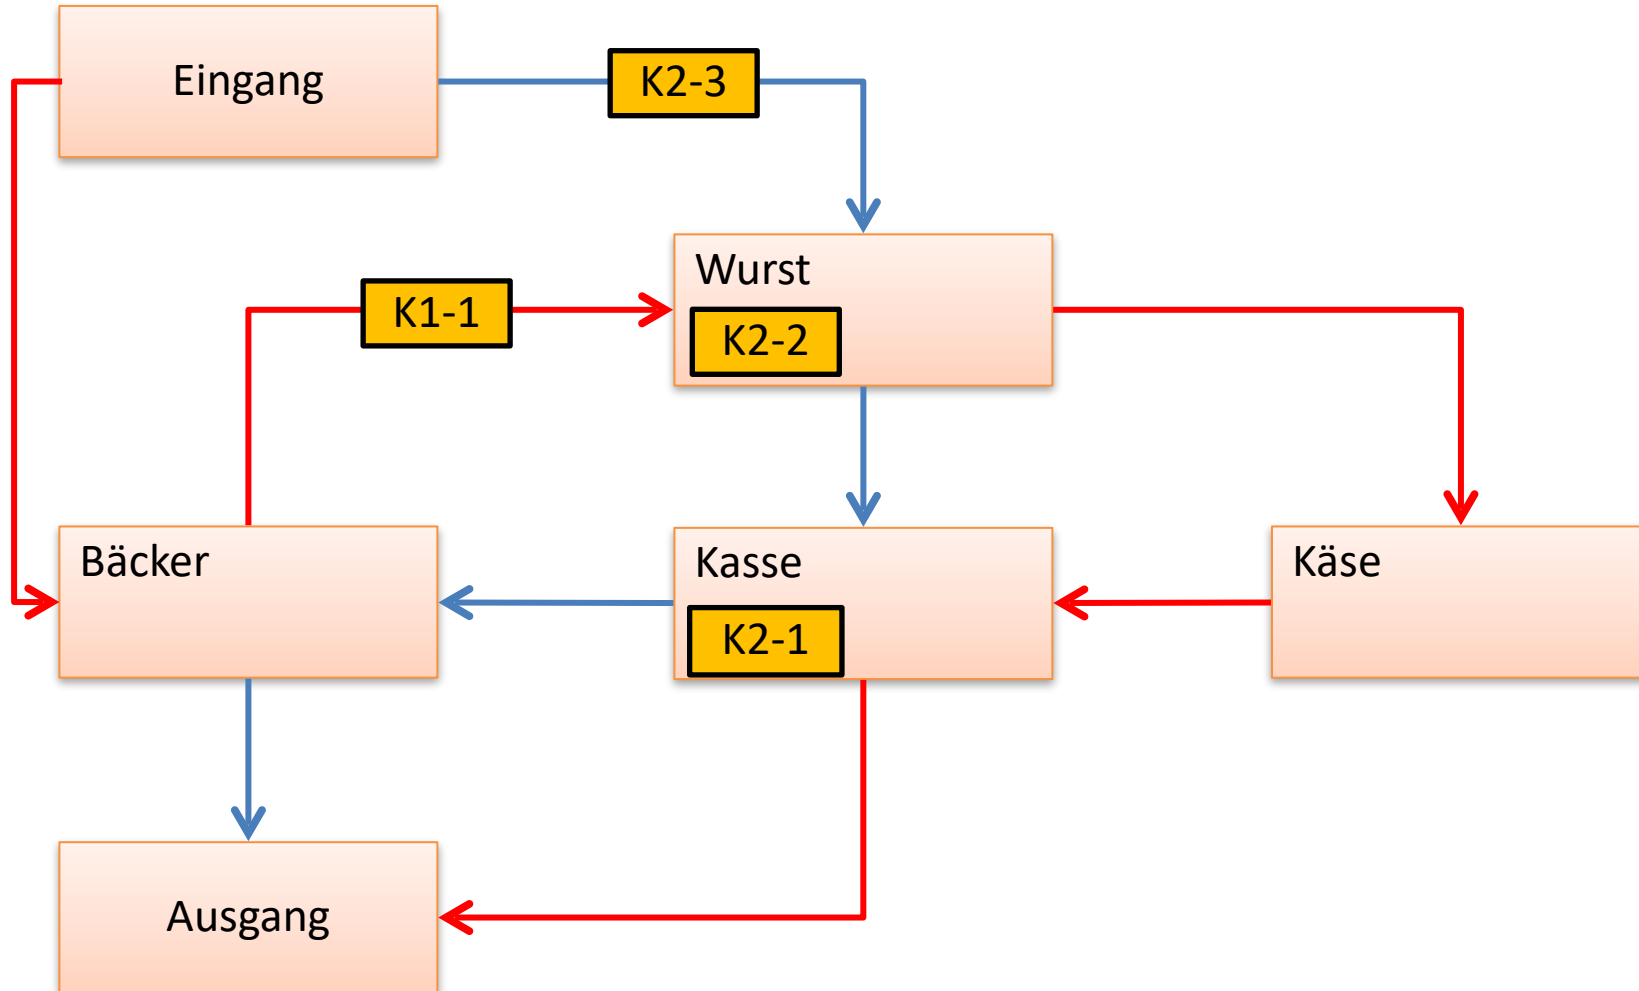 Eingang
K2-3
Wurst
K1-1
K2-2
Bäcker
Kasse
Käse
K2-1
Ausgang